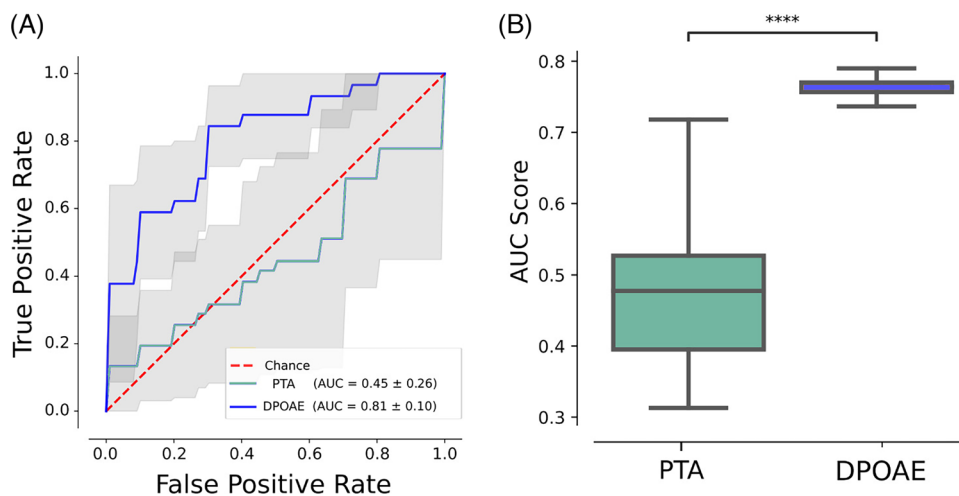 (A)
True Positive Rate
1.0
0.8
0.6
0.4
0.2
0.0
Chance
PTA (AUC = 0.45 ± 0.26)
DPOAE (AUC = 0.81 ± 0.10)
0.0 0.2 0.4 0.6 0.8 1.0
False Positive Rate
(B)
****
AUC Score
0.8
0.7
0.6
0.5
0.4
0.3
PTA DPOAE